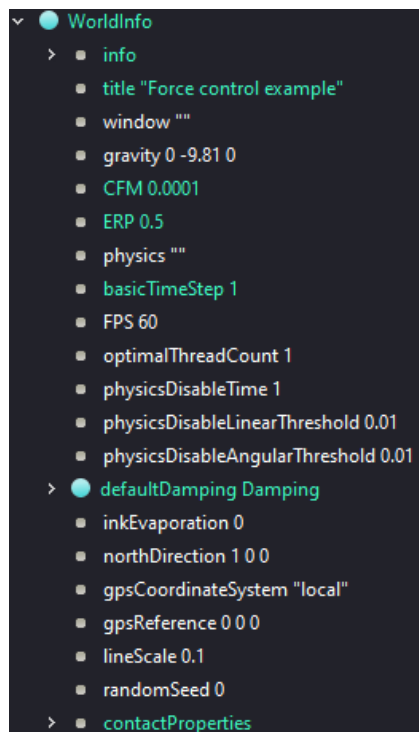 WorldInfo
info
title "Force control example"
window ""
gravity 0 -9.81 0
CFM 0.0001
ERP 0.5
physics ""
basicTimeStep 1
FPS 60
optimalThreadCount 1
physicsDisableTime 1
physicsDisableLinearThreshold 0.01
physicsDisableAngularThreshold 0.01
defaultDamping Damping
inkEvaporation 0
northDirection 1 0 0
gpsCoordinateSystem "local"
gpsReference 0 0 0
lineScale 0.1
randomSeed 0
contactProperties